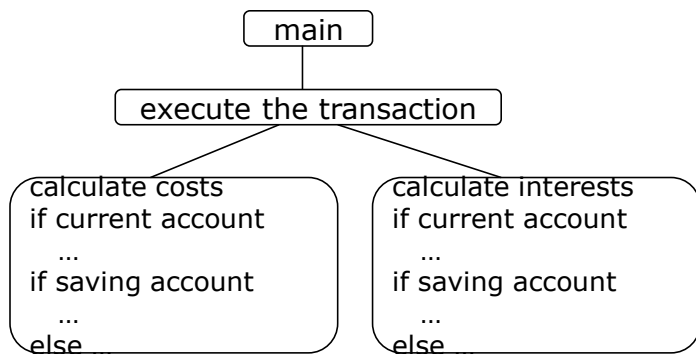 main
execute the transaction
calculate costs
if current account
...
if saving account
...
else ...
calculate interests
if current account
...
if saving account
...
else ...